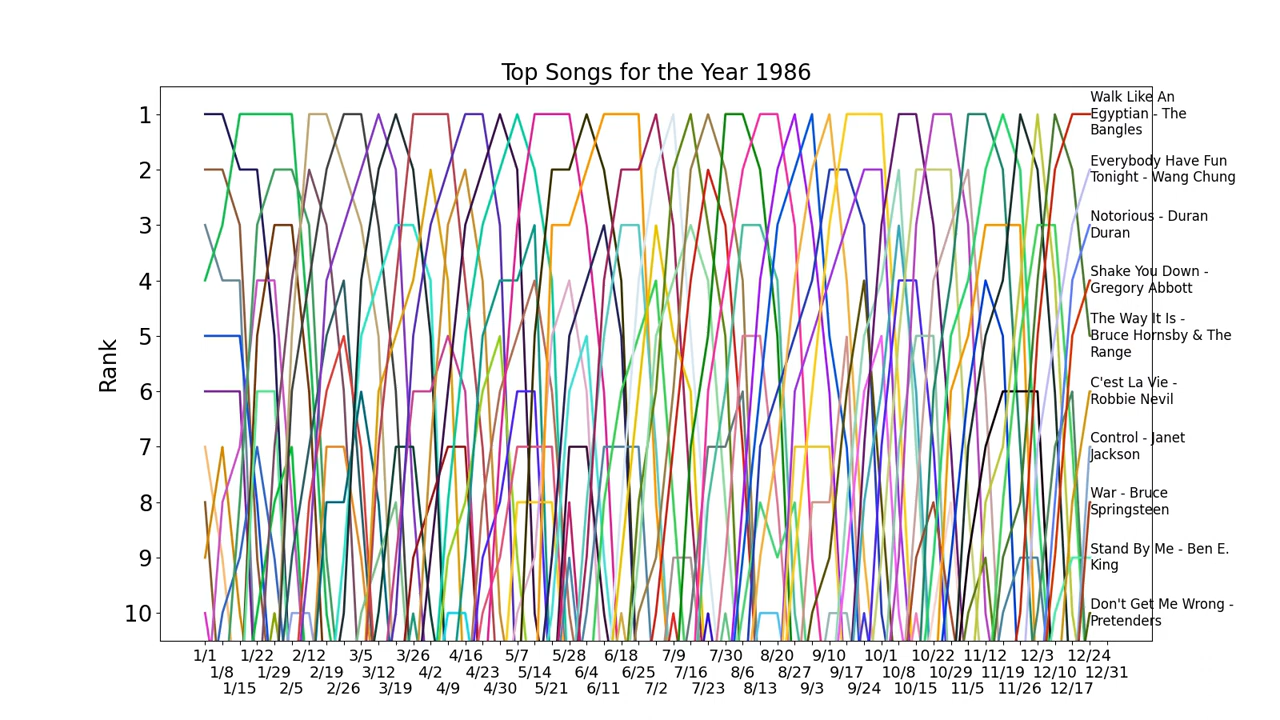 Top Songs for the Year 1986
Rank
1
2
3
4
5
6
7
8
9
10
Walk Like An
Egyptian - The
Bangles
Everybody Have Fun
Tonight - Wang Chung
Notorious - Duran
Duran
Shake You Down -
Gregory Abbott
The Way It Is -
Bruce Hornsby & The
Range
C'est La Vie -
Robbie Nevil
Control - Janet
Jackson
War - Bruce
Springsteen
Stand By Me - Ben E.
King
Don't Get Me Wrong -
Pretenders
1/1 1/22 2/12 3/5 3/26 4/16 5/7 5/28 6/18 7/9 7/30 8/20 9/10 10/1 10/22 11/12 12/3 12/24
1/8 1/29 2/19 3/12 4/2 4/23 5/14 6/4 6/25 7/16 8/6 8/27 9/17 10/8 10/29 11/19 12/10 12/31
1/15 2/5 2/26 3/19 4/9 4/30 5/21 6/11 7/2 7/23 8/13 9/3 9/24 10/15 11/5 11/26 12/17